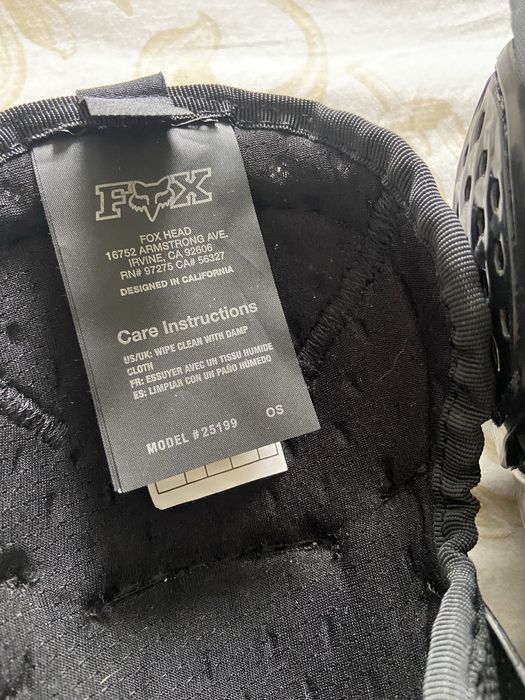 FOX
FOX HEAD
16752 ARMSTRONG AVE.
IRVINE, CA 92606
RN# 97275 CA# 56327
DESIGNED IN CALIFORNIA
Care Instructions
US/UK: WIPE CLEAN WITH DAMP
CLOTH
FR: ESSUYER AVEC UN TISSU HUMIDE
ES: LIMPIAR CON UN PAÑO HÚMEDO
MODEL #25199 OS